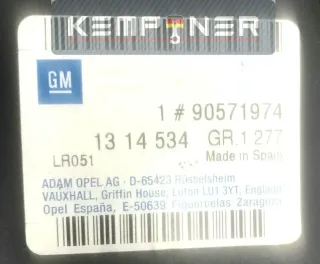 KEMPTNER
GM
1 # 90571974
13 14 534 GR.1 277
LR051 Made in Spain
ADAM OPEL AG · D-65423 Rüsselsheim
VAUXHALL, Griffin House, Luton LU1 3YT, England
Opel España, E-50639 Figueruelas Zaragoza